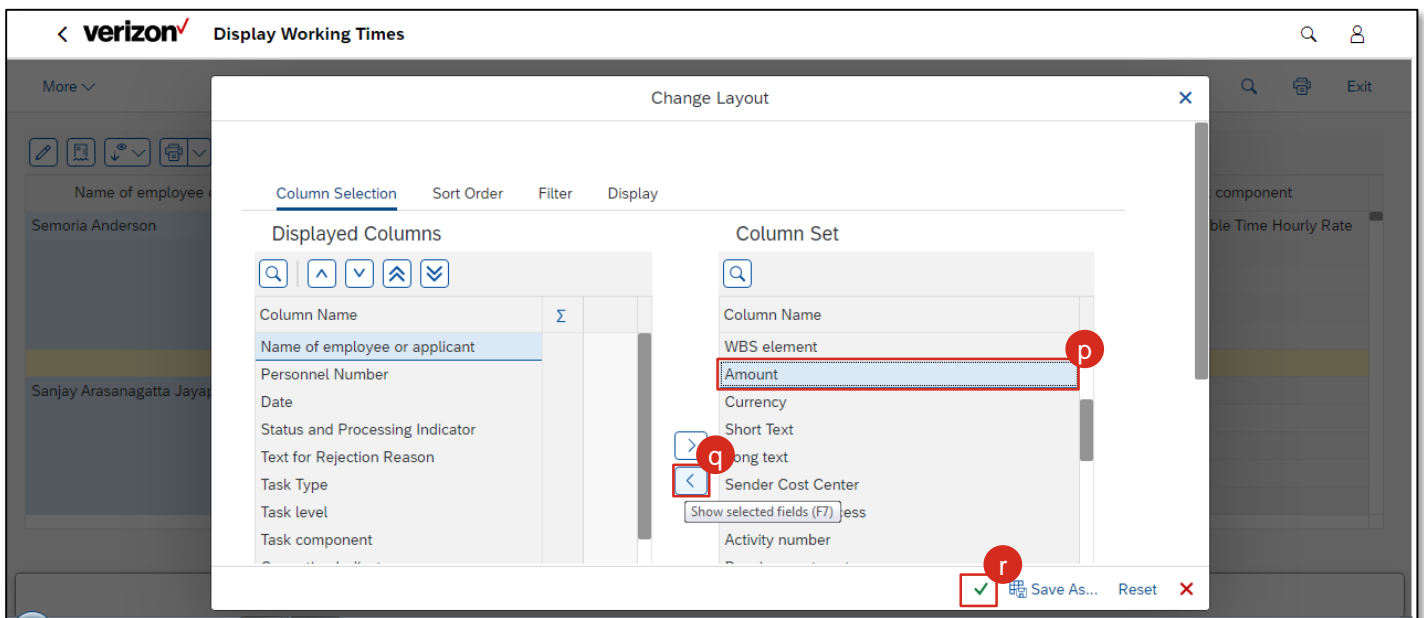 verizon✓ Display Working Times
More Exit
Change Layout
Name of employee
component
Semoria Anderson
ble Time Hourly Rate
Sanjay Arasanagatta Jayap
Column Selection Sort Order Filter Display
Displayed Columns
Column Name Σ
Name of employee or applicant
Personnel Number
Date
Status and Processing Indicator
Text for Rejection Reason
Task Type
Task level
Task component
Column Set
Column Name
WBS element
p
Amount
Currency
Short Text
q ong text
Sender Cost Center
Show selected fields (F7) cess
Activity number
r
Save As... Reset